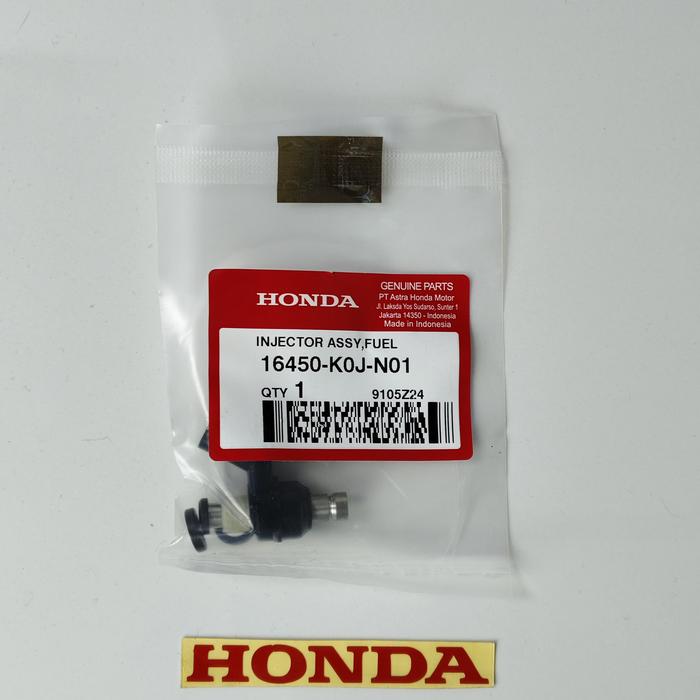 HONDA
GENUINE PARTS
PT Astra Honda Motor
Jl. Laksda Yos Sudarso, Sunter 1
Jakarta 14350 - Indonesia
Made in Indonesia
INJECTOR ASSY,FUEL
16450-K0J-N01
QTY 1
9105Z24
HONDA